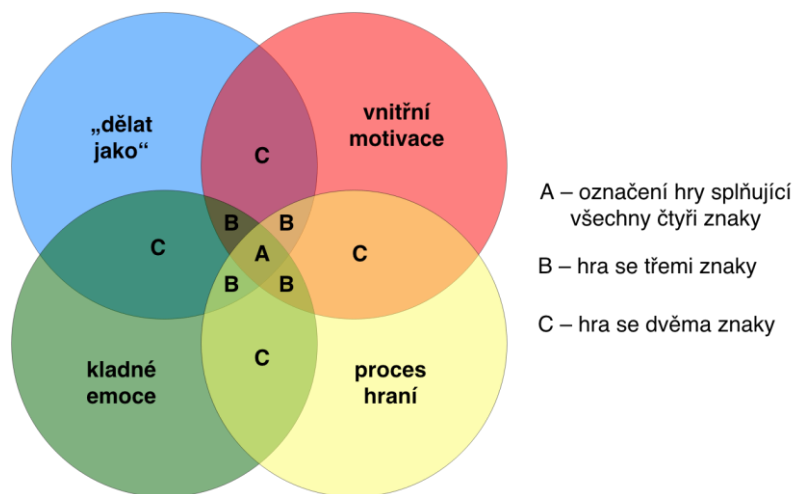 „dělat
jako“
vnitřní
motivace
C
B
B
C
A
C
B
B
C
kladné
emoce
proces
hraní
A – označení hry splňující
všechny čtyři znaky
B – hra se třemi znaky
C – hra se dvěma znaky